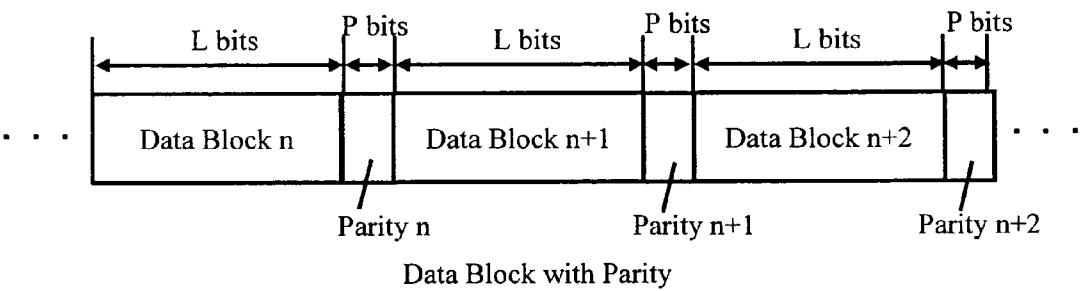 L bits P bits L bits P bits L bits P bits
. . . Data Block n Data Block n+1 Data Block n+2 . . .
Parity n Parity n+1 Parity n+2
Data Block with Parity